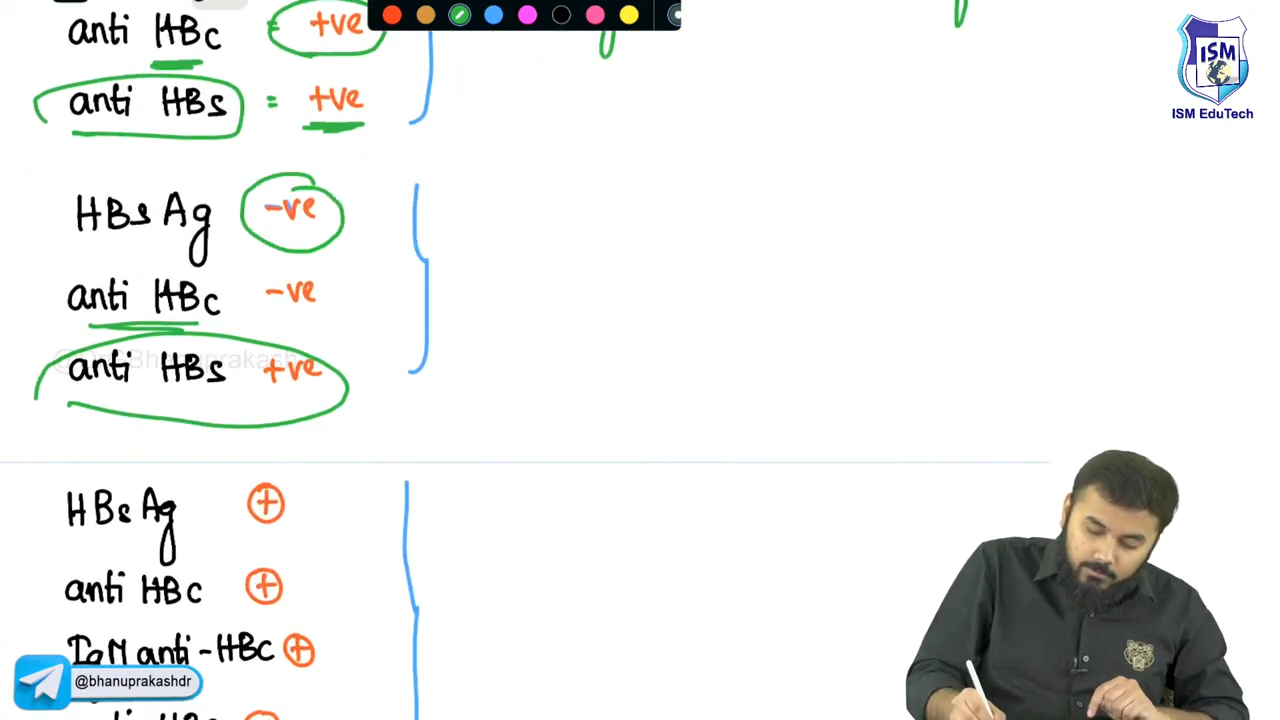 anti HBc = +ve
anti HBs = +ve
HBsAg -ve
anti HBc -ve
anti HBs +ve
HBsAg +
anti HBc +
IgM anti-HBc +
@bhanuprakashdr
ISM
ISM EduTech